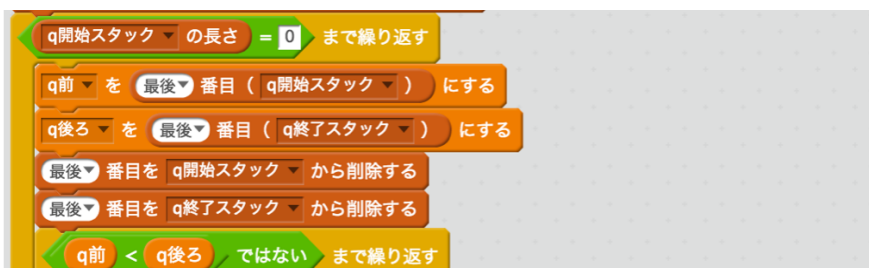 q開始スタック の長さ = 0 まで繰り返す
q前 を 最後 番目 ( q開始スタック ) にする
q後ろ を 最後 番目 ( q終了スタック ) にする
最後 番目を q開始スタック から削除する
最後 番目を q終了スタック から削除する
q前 < q後ろ ではない まで繰り返す